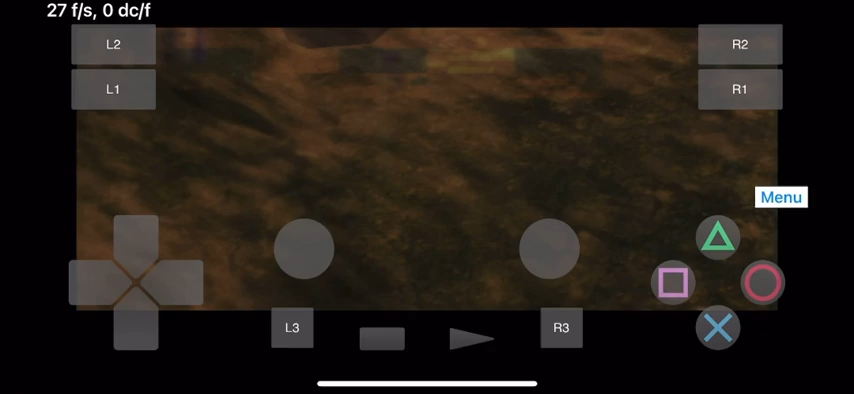 27 f/s, 0 dc/f
L2
R2
L1
R1
Menu
L3
R3